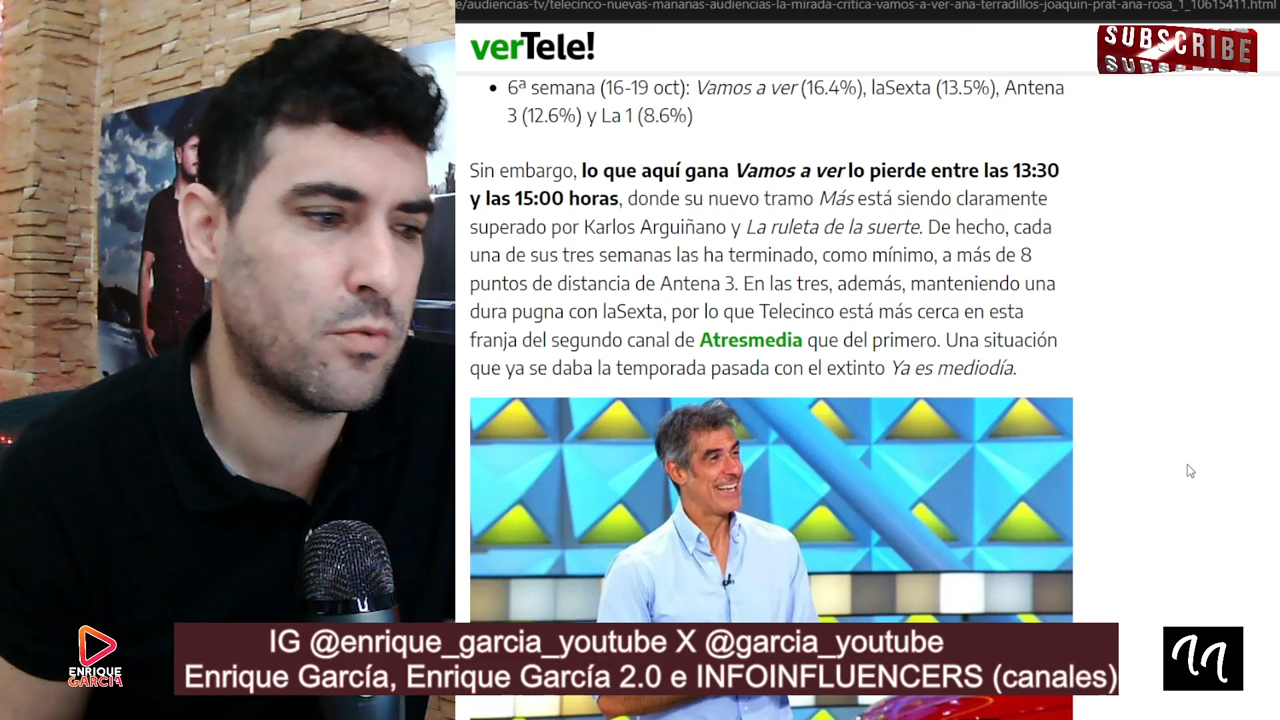 e/audiencias-tv/telecinco-nuevas-mananas-audiencias-la-mirada-critica-vamos-a-ver-ana-terradillos-joaquin-prat-ana-rosa_1_10615411.html
verTele!
SUBSCRIBE
• 6ª semana (16-19 oct): Vamos a ver (16.4%), laSexta (13.5%), Antena
3 (12.6%) y La 1 (8.6%)
Sin embargo, lo que aquí gana Vamos a ver lo pierde entre las 13:30
y las 15:00 horas, donde su nuevo tramo Más está siendo claramente
superado por Karlos Arguiñano y La ruleta de la suerte. De hecho, cada
una de sus tres semanas las ha terminado, como mínimo, a más de 8
puntos de distancia de Antena 3. En las tres, además, manteniendo una
dura pugna con laSexta, por lo que Telecinco está más cerca en esta
franja del segundo canal de Atresmedia que del primero. Una situación
que ya se daba la temporada pasada con el extinto Ya es mediodía.
IG @enrique_garcia_youtube X @garcia_youtube
Enrique García, Enrique García 2.0 e INFOINFLUENCERS (canales)
ENRIQUE
GARCÍA